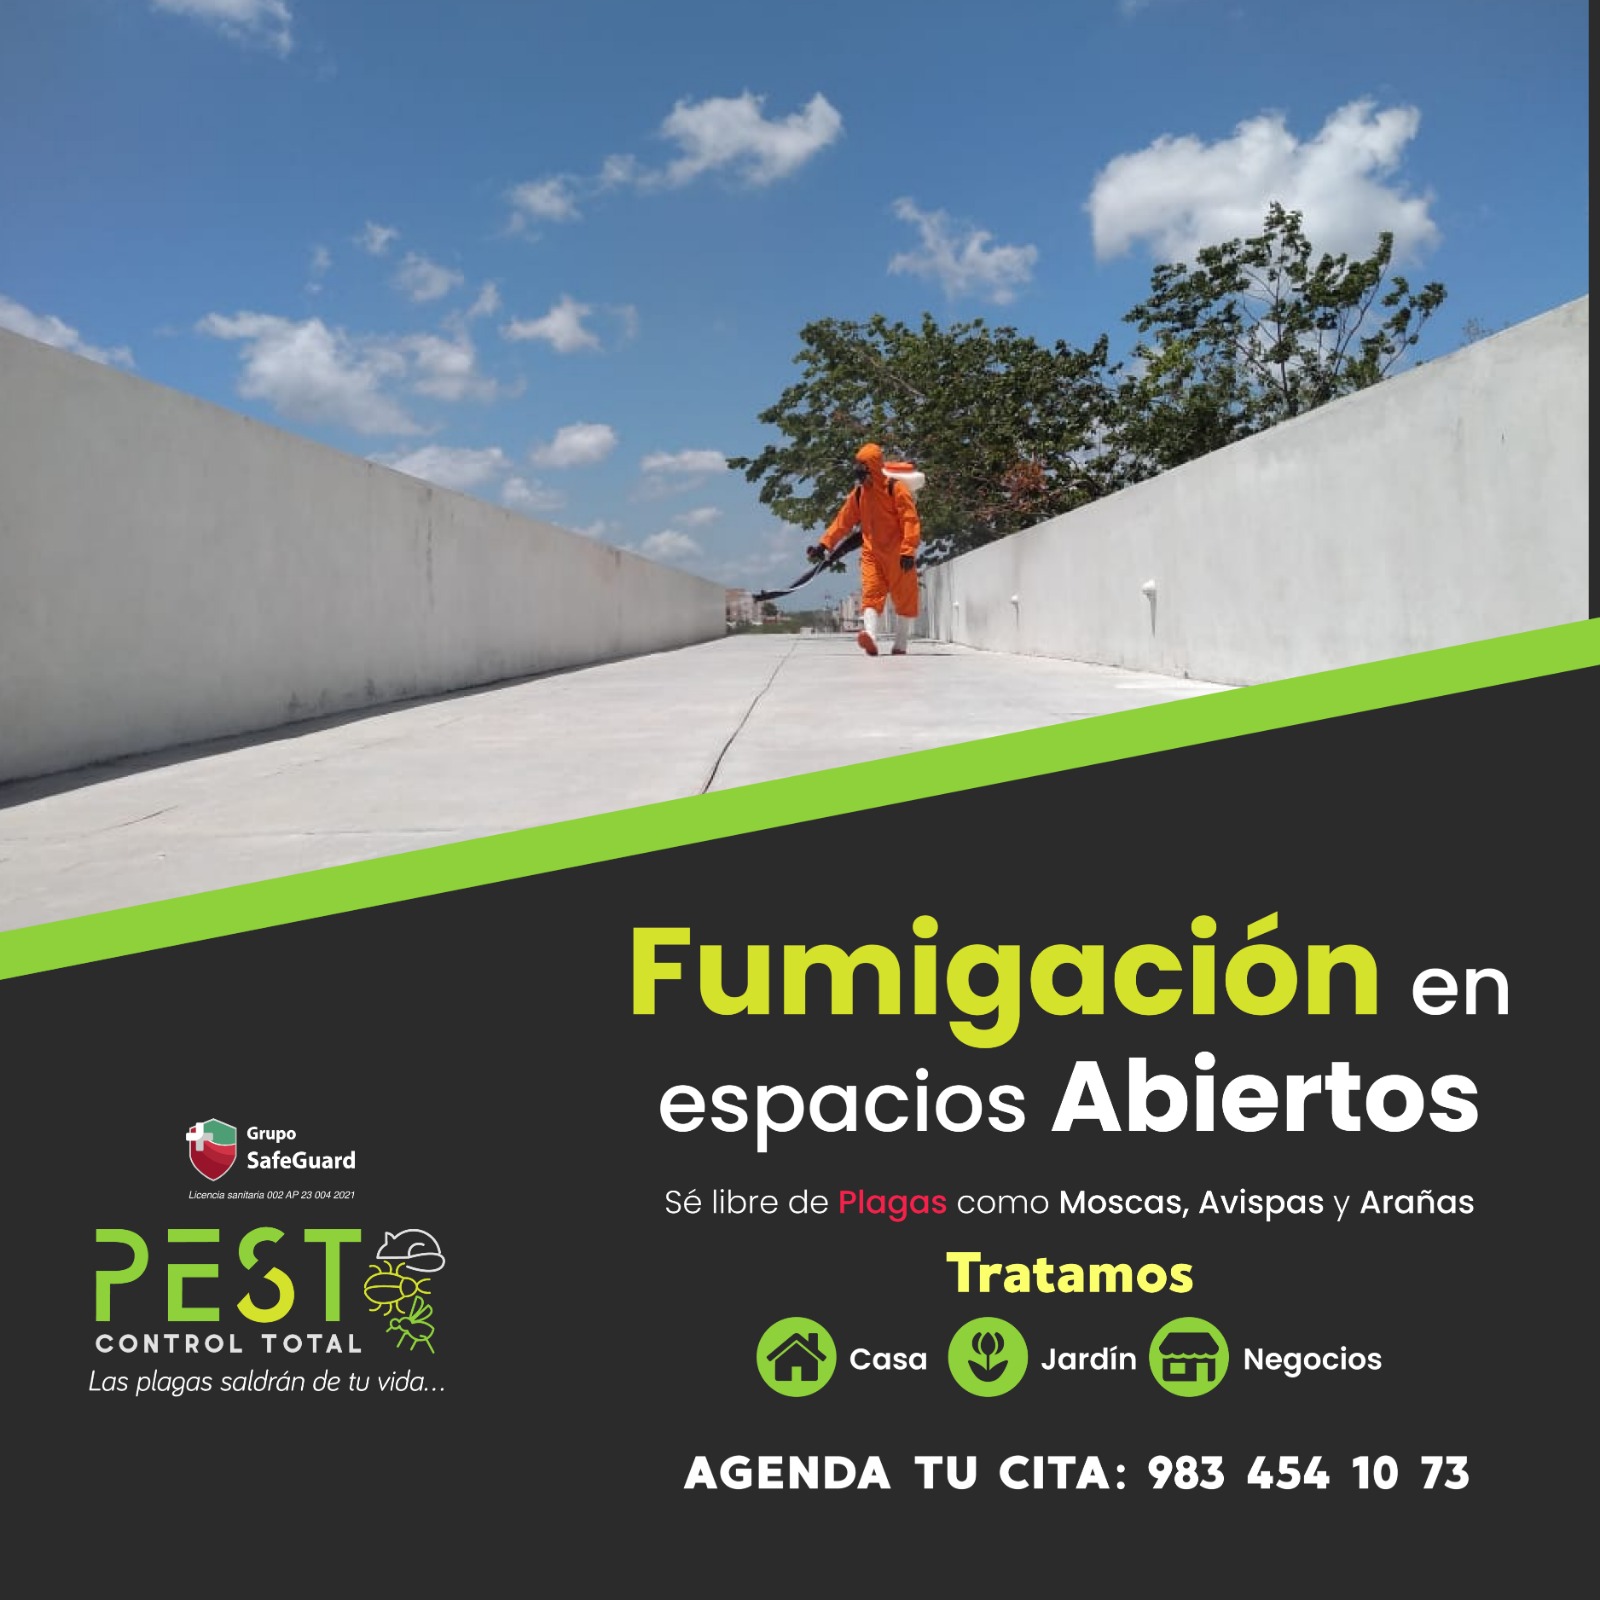 Fumigación en
espacios Abiertos
Sé libre de Plagas como Moscas, Avispas y Arañas
Tratamos
Casa Jardín Negocios
AGENDA TU CITA: 983 454 10 73
Grupo
SafeGuard
Licencia sanitaria 002 AP 23 004 2021
PEST
CONTROL TOTAL
Las plagas saldrán de tu vida...